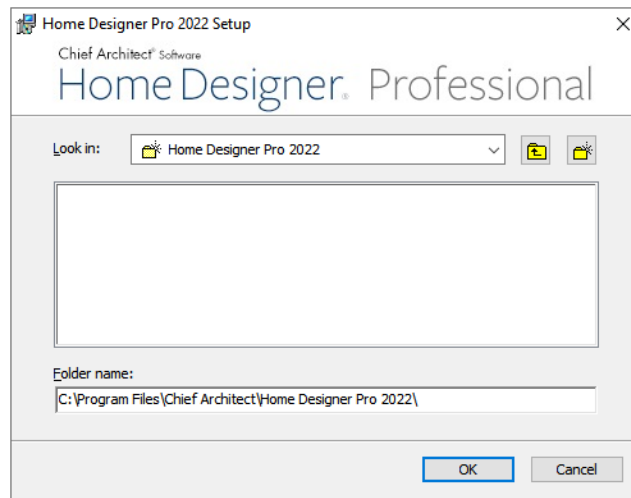 Home Designer Pro 2022 Setup
Chief Architect® Software
Home Designer® Professional
Look in: Home Designer Pro 2022
Folder name:
C:\Program Files\Chief Architect\Home Designer Pro 2022\
OK Cancel